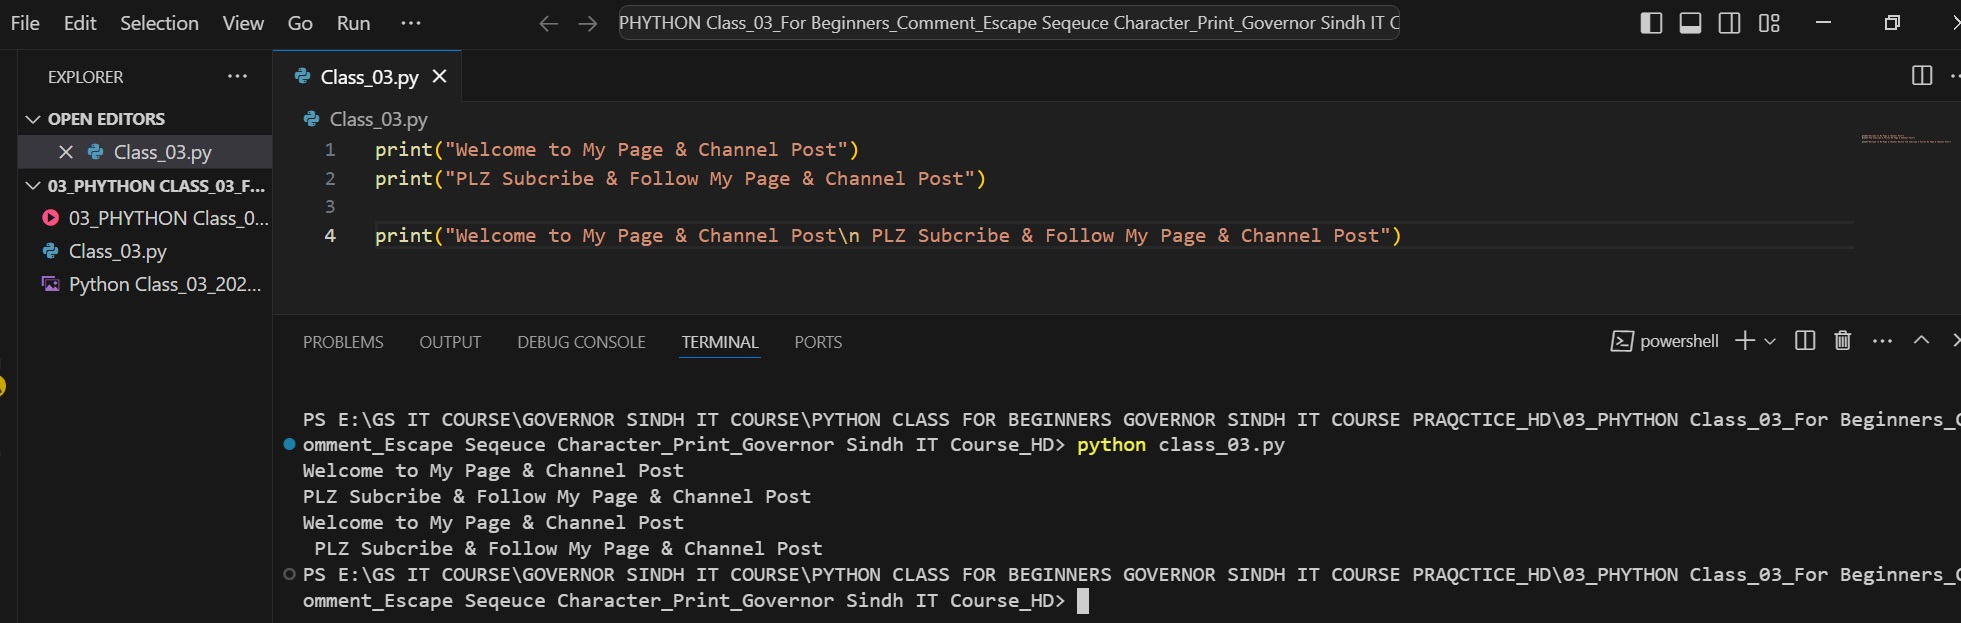 File Edit Selection View Go Run ···
PHYTHON Class_03_For Beginners_Comment_Escape Seqeuce Character_Print_Governor Sindh IT C
EXPLORER ···
OPEN EDITORS
Class_03.py
03_PHYTHON CLASS_03_F...
03_PHYTHON Class_0...
Class_03.py
Python Class_03_202...
Class_03.py
Class_03.py
1 print("Welcome to My Page & Channel Post")
2 print("PLZ Subcribe & Follow My Page & Channel Post")
3
4 print("Welcome to My Page & Channel Post\n PLZ Subcribe & Follow My Page & Channel Post")
PROBLEMS OUTPUT DEBUG CONSOLE TERMINAL PORTS
powershell
PS E:\GS IT COURSE\GOVERNOR SINDH IT COURSE\PYTHON CLASS FOR BEGINNERS GOVERNOR SINDH IT COURSE PRAQCTICE_HD\03_PHYTHON Class_03_For Beginners_C
omment_Escape Seqeuce Character_Print_Governor Sindh IT Course_HD> python class_03.py
Welcome to My Page & Channel Post
PLZ Subcribe & Follow My Page & Channel Post
Welcome to My Page & Channel Post
 PLZ Subcribe & Follow My Page & Channel Post
PS E:\GS IT COURSE\GOVERNOR SINDH IT COURSE\PYTHON CLASS FOR BEGINNERS GOVERNOR SINDH IT COURSE PRAQCTICE_HD\03_PHYTHON Class_03_For Beginners_C
omment_Escape Seqeuce Character_Print_Governor Sindh IT Course_HD>